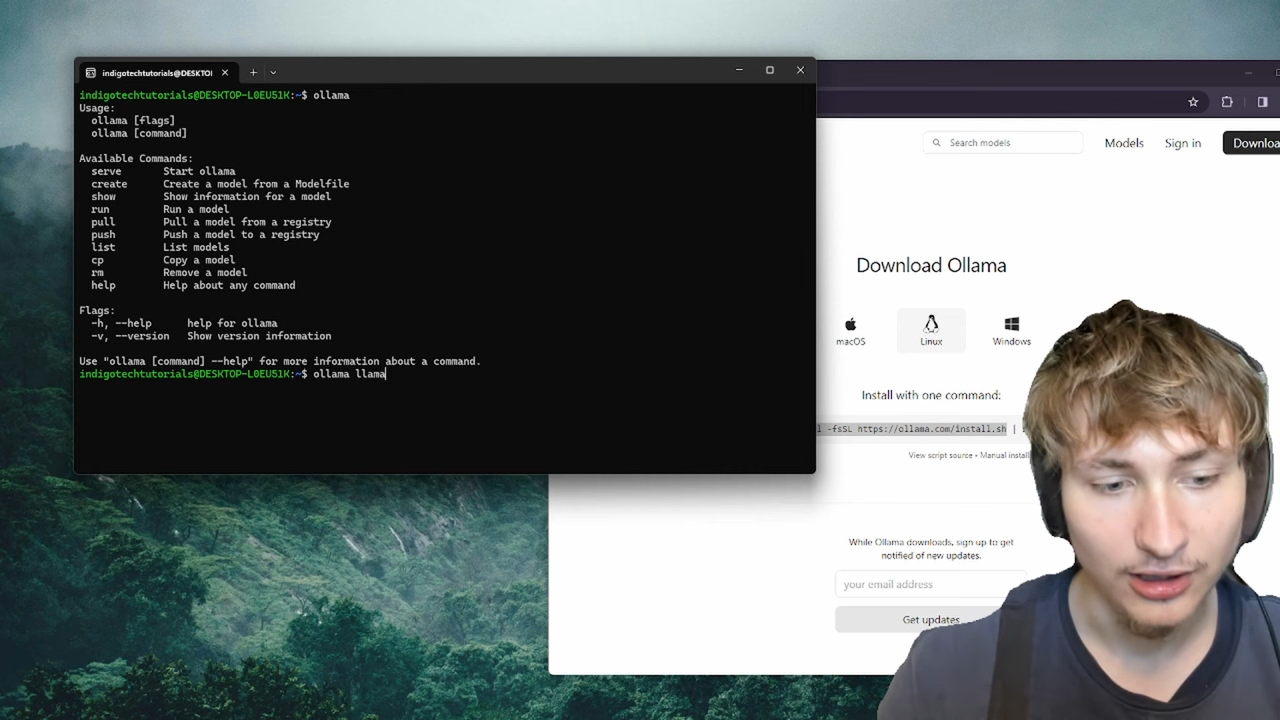 indigotechtutorials@DESKTO
indigotechtutorials@DESKTOP-L0EU51K:~$ ollama
Usage:
ollama [flags]
ollama [command]
Available Commands:
serve Start ollama
create Create a model from a Modelfile
show Show information for a model
run Run a model
pull Pull a model from a registry
push Push a model to a registry
list List models
cp Copy a model
rm Remove a model
help Help about any command
Flags:
-h, --help help for ollama
-v, --version Show version information
Use "ollama [command] --help" for more information about a command.
indigotechtutorials@DESKTOP-L0EU51K:~$ ollama llama
Search models
Models
Sign in
Downloa
Download Ollama
macOS
Linux
Windows
Install with one command:
l -fsSL https://ollama.com/install.sh |
View script source • Manual install
While Ollama downloads, sign up to get
notified of new updates.
your email address
Get updates